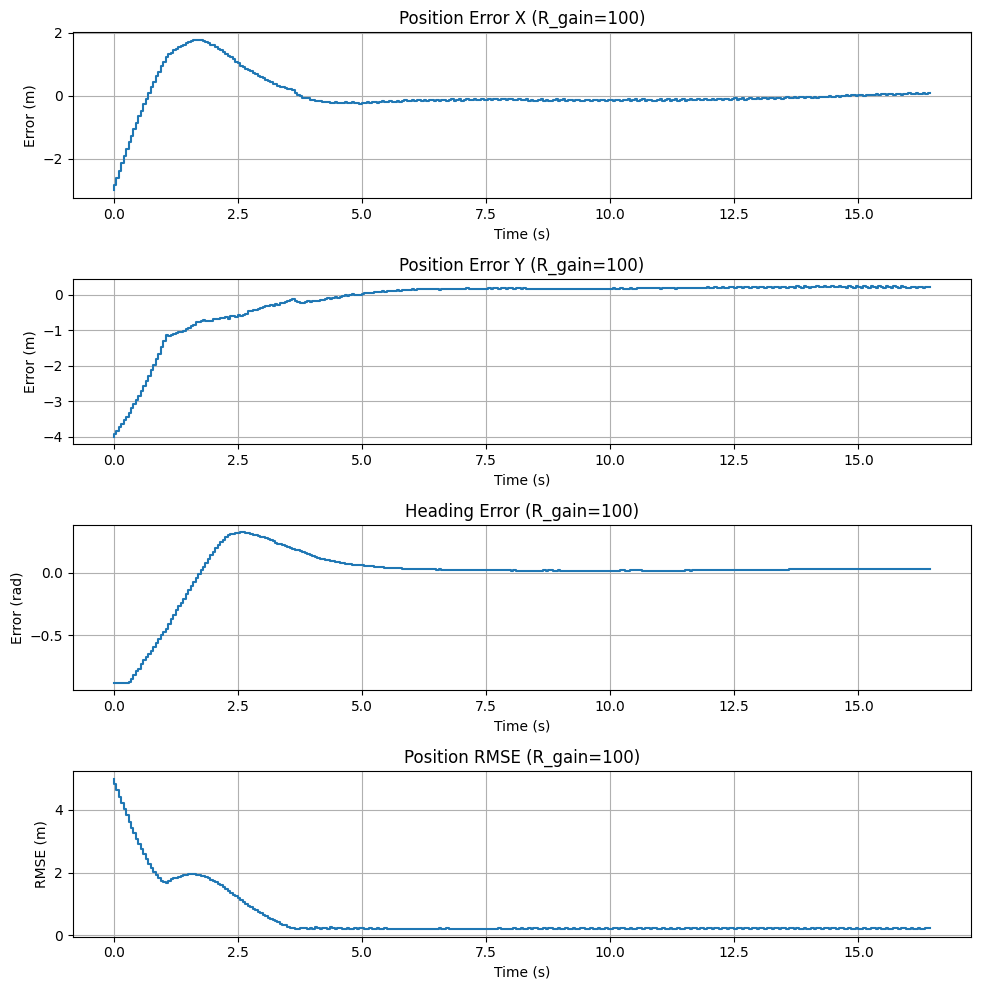 Position Error X (R_gain=100)
2
0
−2
Error (m)
0.0 2.5 5.0 7.5 10.0 12.5 15.0
Time (s)
Position Error Y (R_gain=100)
0
−1
−2
−3
−4
Error (m)
0.0 2.5 5.0 7.5 10.0 12.5 15.0
Time (s)
Heading Error (R_gain=100)
0.0
−0.5
Error (rad)
0.0 2.5 5.0 7.5 10.0 12.5 15.0
Time (s)
Position RMSE (R_gain=100)
4
2
0
RMSE (m)
0.0 2.5 5.0 7.5 10.0 12.5 15.0
Time (s)